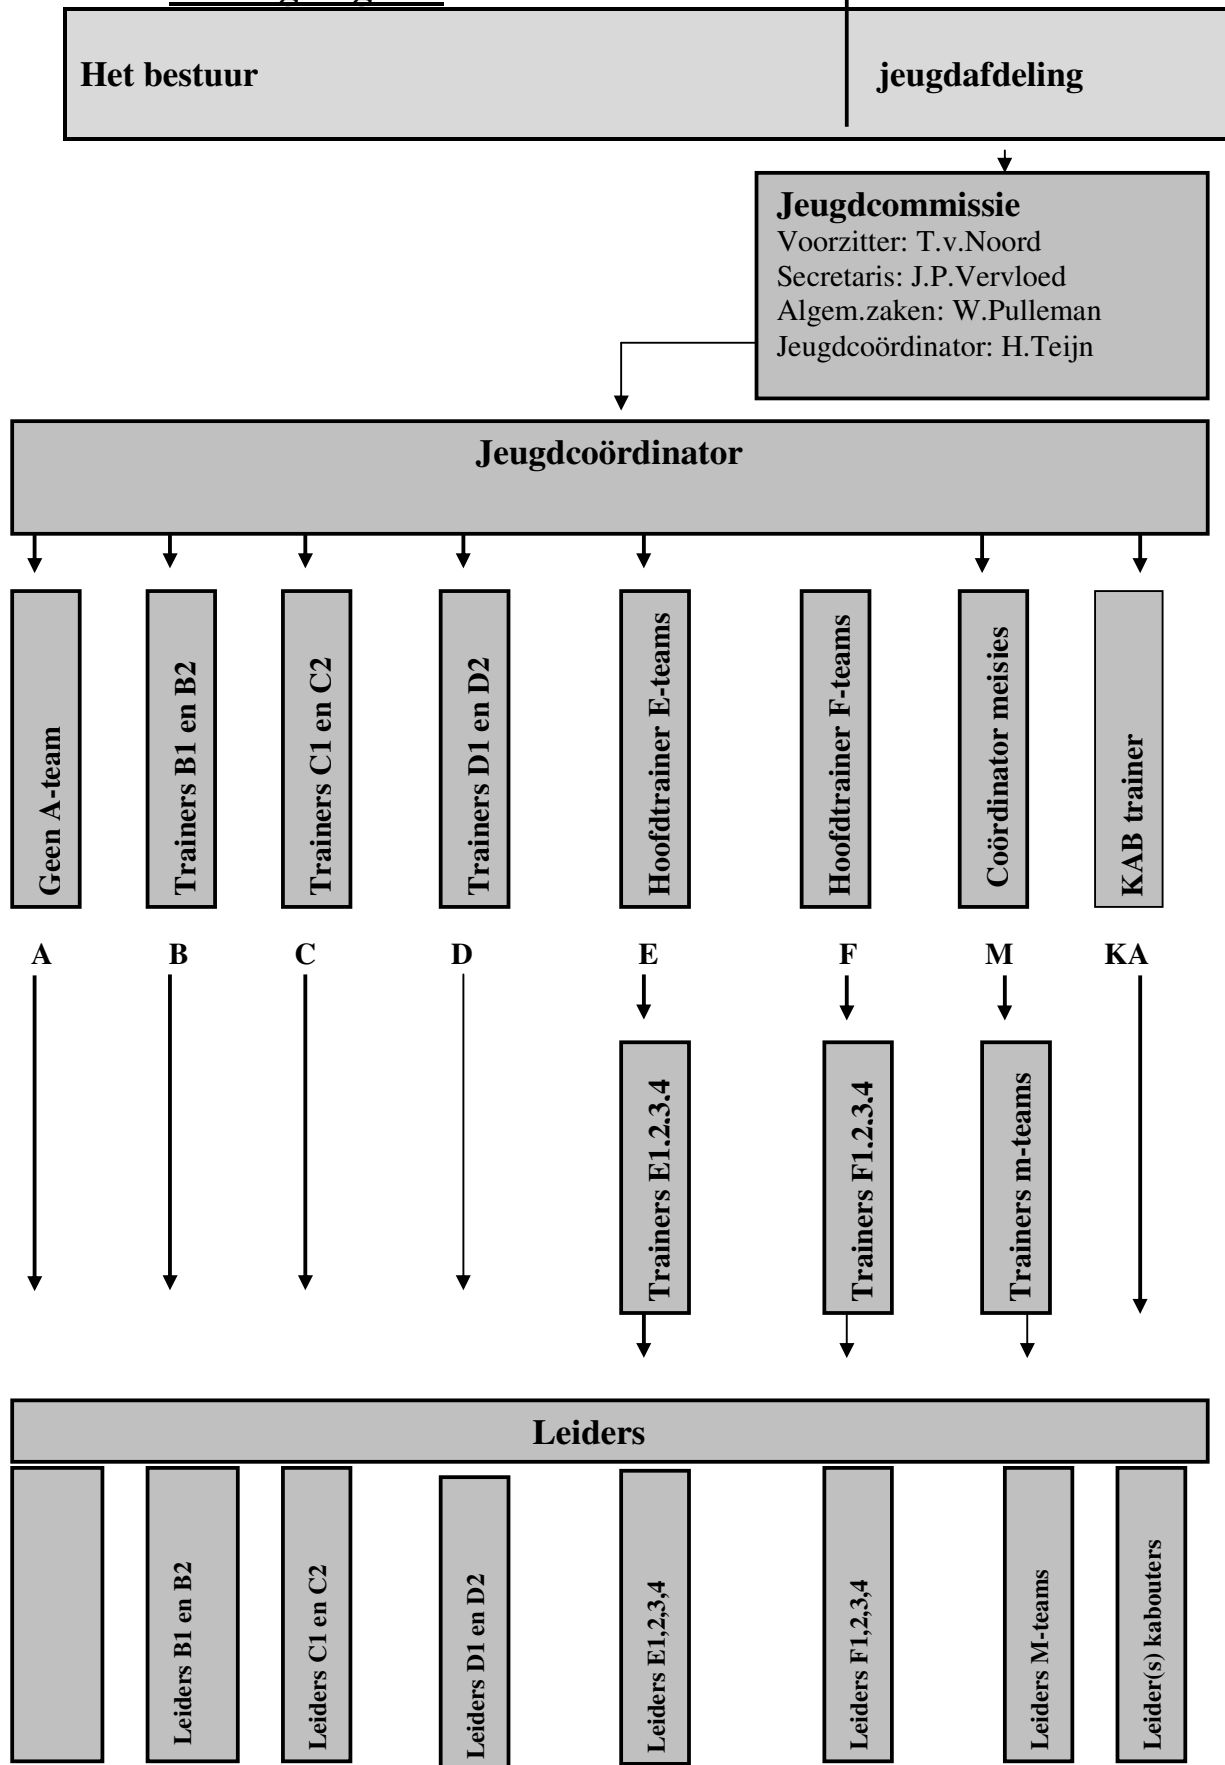 Het bestuur
jeugdafdeling
Jeugdcommissie
Voorzitter: T.v.Noord
Secretaris: J.P.Vervloed
Algem.zaken: W.Pulleman
Jeugdcoördinator: H.Teijn
Jeugdcoördinator
Geen A-team
Trainers B1 en B2
Trainers C1 en C2
Trainers D1 en D2
Hoofdtrainer E-teams
Hoofdtrainer F-teams
Coördinator meisies
KAB trainer
A
B
C
D
E
F
M
KA
Trainers E1.2.3.4
Trainers F1.2.3.4
Trainers m-teams
Leiders
Leiders B1 en B2
Leiders C1 en C2
Leiders D1 en D2
Leiders E1,2,3,4
Leiders F1,2,3,4
Leiders M-teams
Leider(s) kabouters